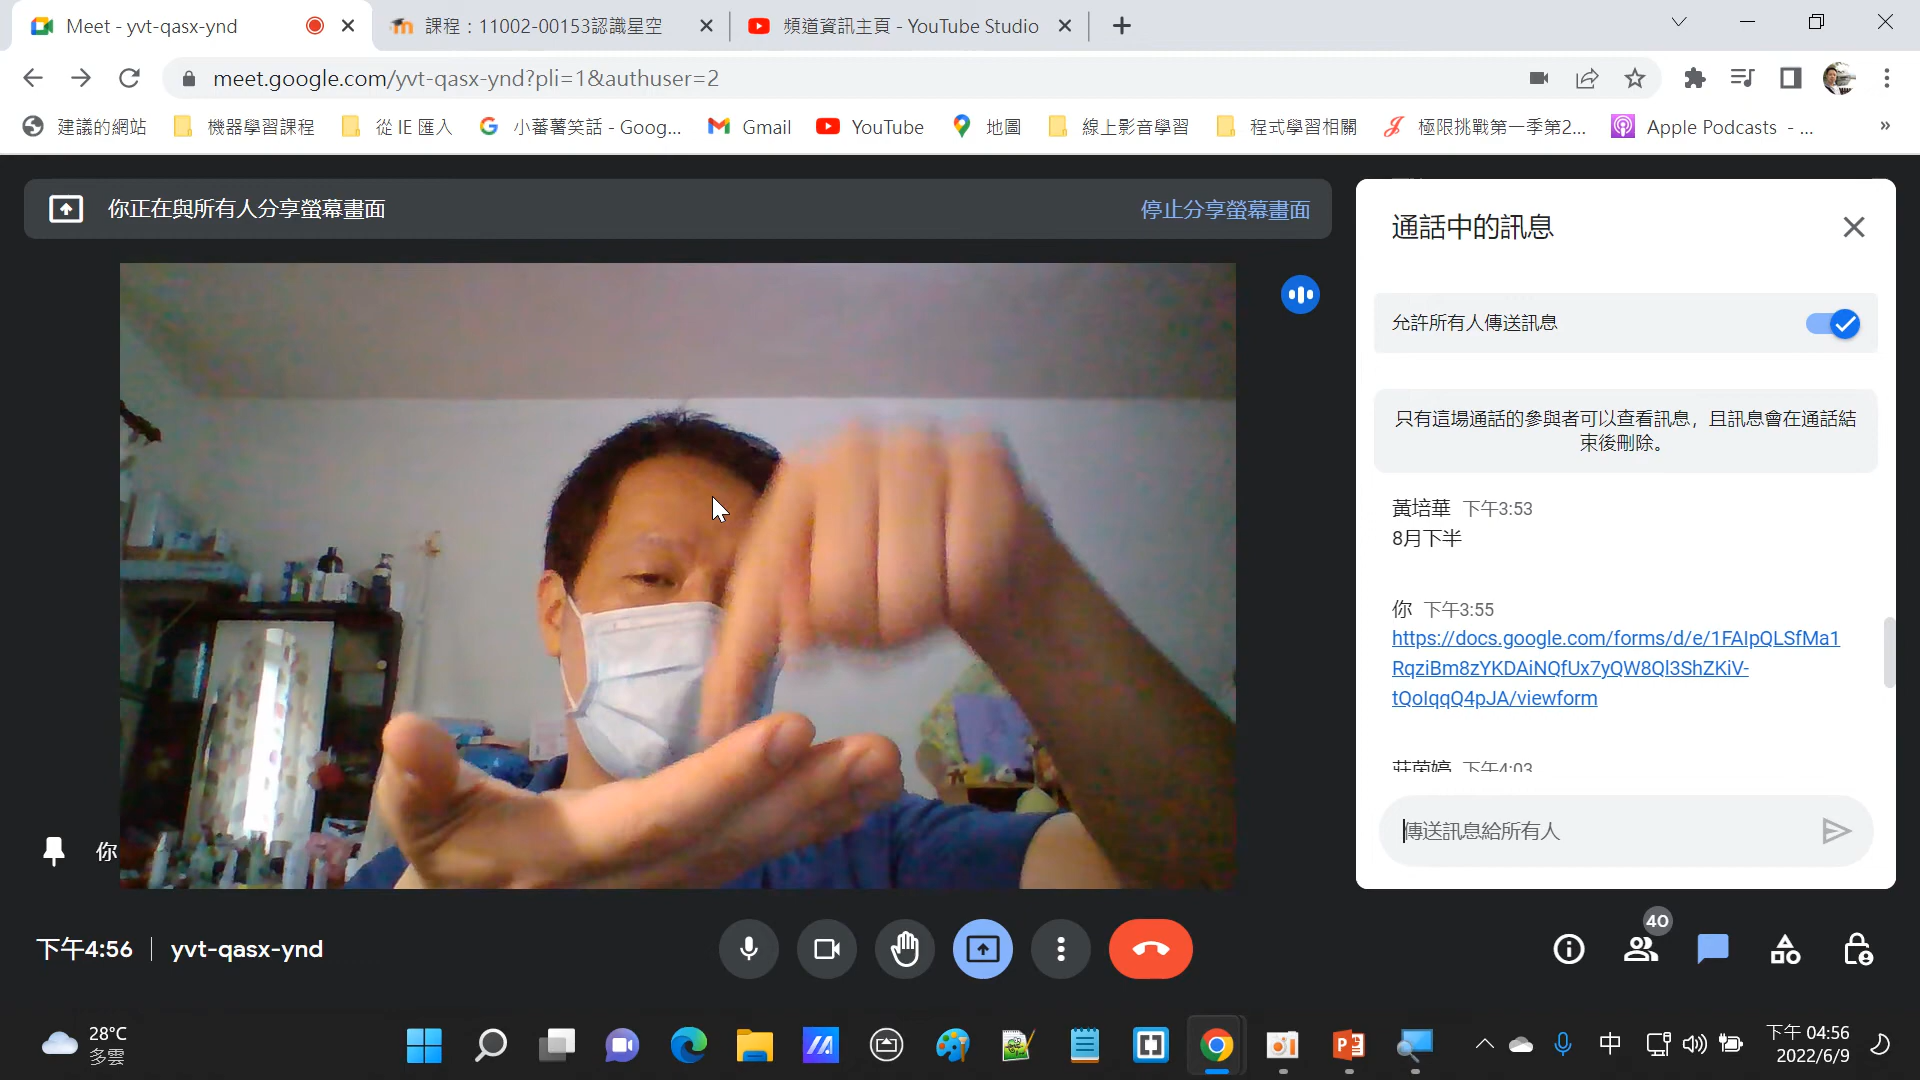 Meet - yvt-qasx-ynd
課程：11002-00153認識星空
頻道資訊主頁 - YouTube Studio
meet.google.com/yvt-qasx-ynd?pli=1&authuser=2
建議的網站
機器學習課程
從 IE 匯入
小蕃薯笑話 - Goog...
Gmail
YouTube
地圖
線上影音學習
程式學習相關
極限挑戰第一季第2...
Apple Podcasts - ...
»
你正在與所有人分享螢幕畫面
停止分享螢幕畫面
通話中的訊息
允許所有人傳送訊息
只有這場通話的參與者可以查看訊息，且訊息會在通話結
束後刪除。
黃培華 下午3:53
8月下半
你 下午3:55
https://docs.google.com/forms/d/e/1FAIpQLSfMa1
RqziBm8zYKDAiNQfUx7yQW8Ql3ShZKiV-
tQoIqqQ4pJA/viewform
莊茵婷 下午4:03
傳送訊息給所有人
你
下午4:56
yvt-qasx-ynd
40
28°C
多雲
中
下午 04:56
2022/6/9